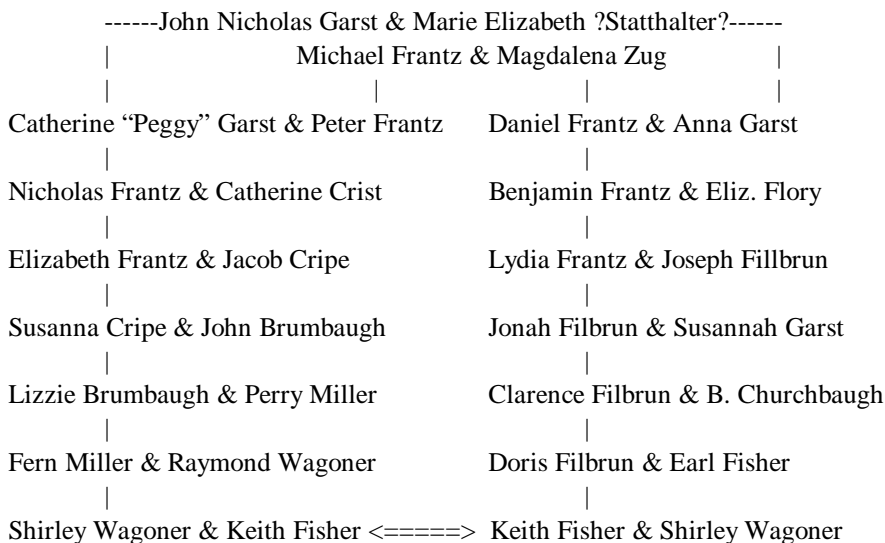 ------John Nicholas Garst & Marie Elizabeth ?Statthalter?------
| Michael Frantz & Magdalena Zug |
| | | |
Catherine “Peggy” Garst & Peter Frantz Daniel Frantz & Anna Garst
| |
Nicholas Frantz & Catherine Crist Benjamin Frantz & Eliz. Flory
| |
Elizabeth Frantz & Jacob Cripe Lydia Frantz & Joseph Fillbrun
| |
Susanna Cripe & John Brumbaugh Jonah Filbrun & Susannah Garst
| |
Lizzie Brumbaugh & Perry Miller Clarence Filbrun & B. Churchbaugh
| |
Fern Miller & Raymond Wagoner Doris Filbrun & Earl Fisher
| |
Shirley Wagoner & Keith Fisher <=====> Keith Fisher & Shirley Wagoner